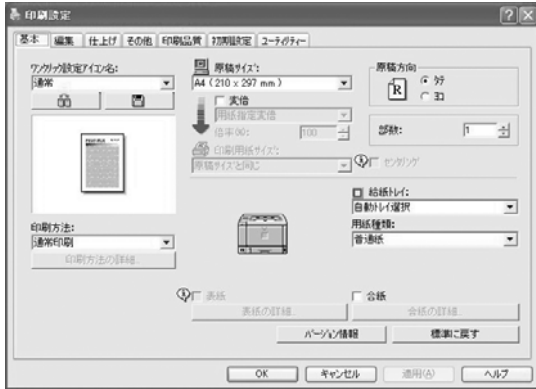 印刷設定
基本 編集 仕上げ その他 印刷品質 初期設定 ユーティリティー
ワンクリック設定アイコン名:
通常
原稿サイズ:
A4 (210 x 297 mm)
変倍
用紙指定変倍
倍率(%): 100
印刷用紙サイズ:
原稿サイズと同じ
原稿方向
R
タテ
ヨコ
部数: 1
センタリング
印刷方法:
通常印刷
印刷方法の詳細...
給紙トレイ:
自動トレイ選択
用紙種類:
普通紙
表紙
表紙の詳細...
合紙
合紙の詳細...
バージョン情報 標準に戻す
OK キャンセル 適用(A) ヘルプ